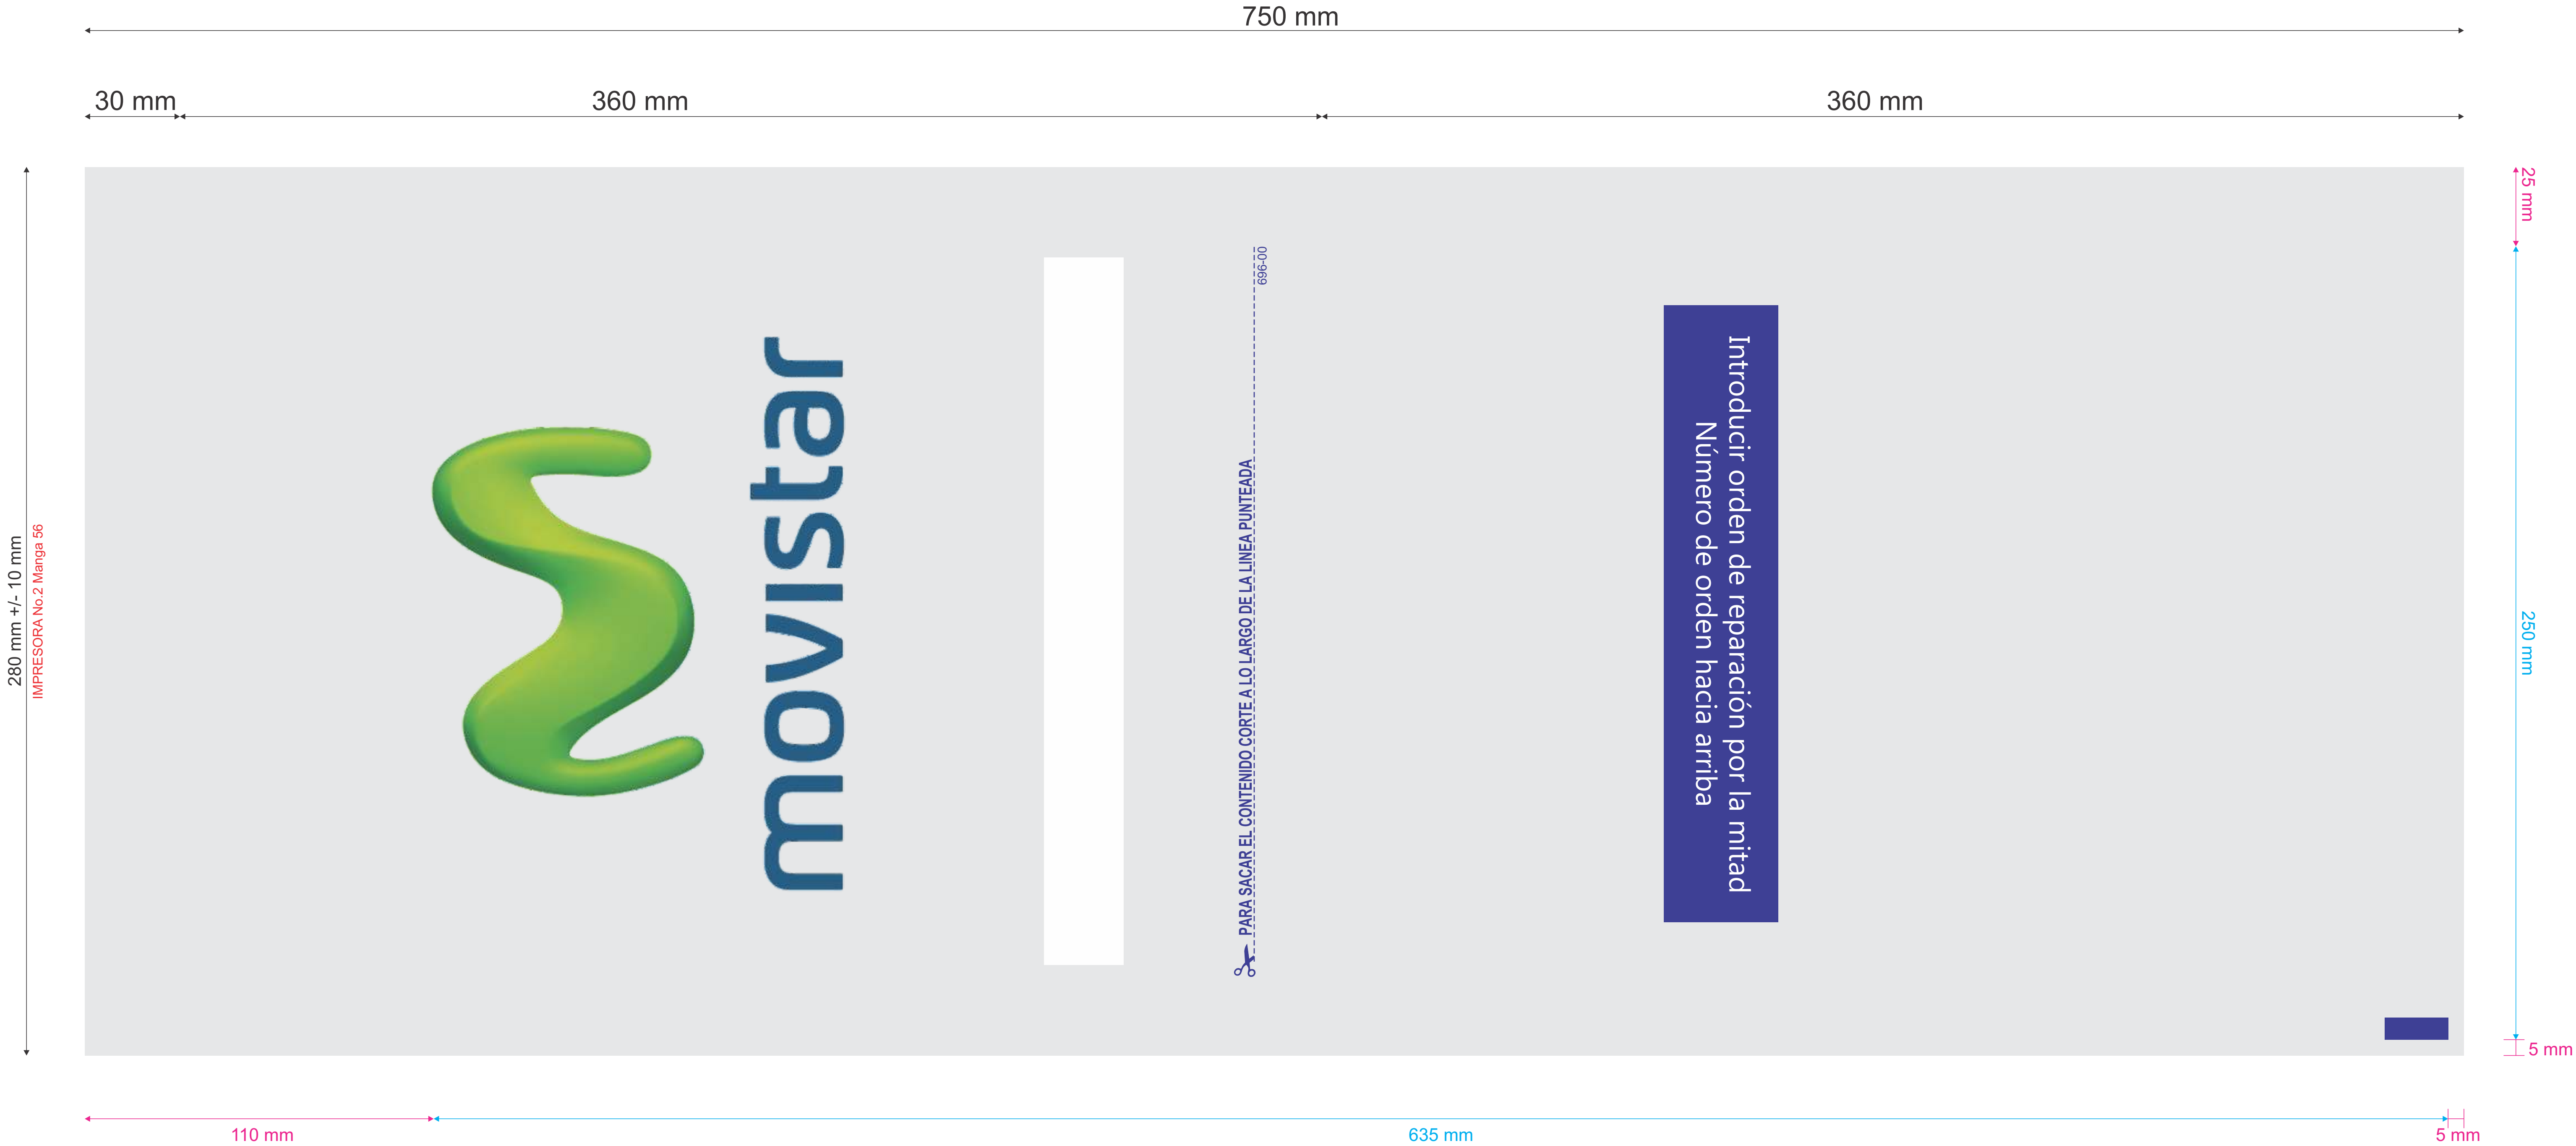 750 mm
30 mm
360 mm
360 mm
280 mm +/- 10 mm
IMPRESORA No.2 Manga 56
movistar
PARA SACAR EL CONTENIDO CORTE A LO LARGO DE LA LINEA PUNTEADA
696-00
Introducir orden de reparación por la mitad
Número de orden hacia arriba
25 mm
250 mm
5 mm
110 mm
635 mm
5 mm